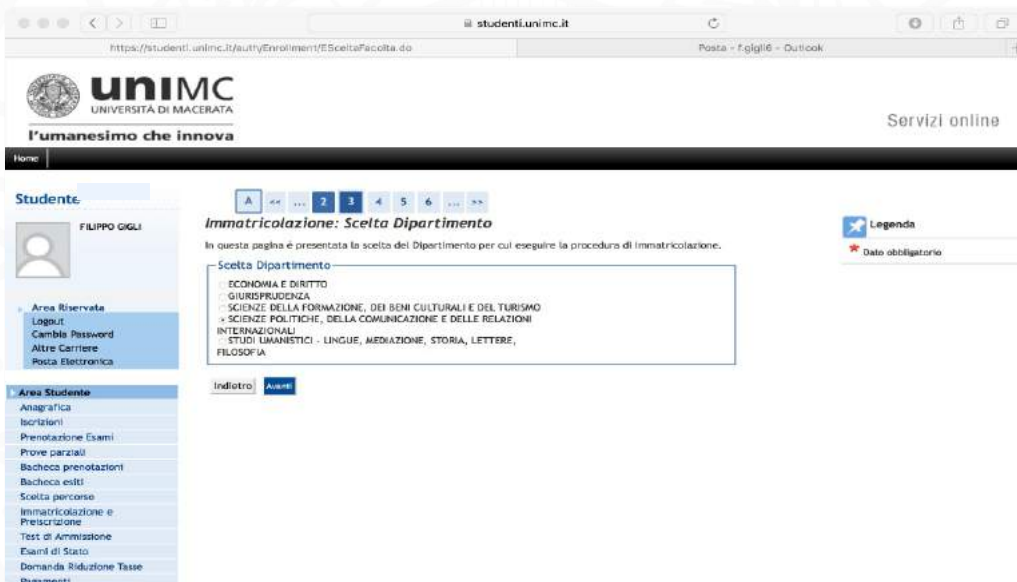 studenti.unimc.it
https://studenti.unimc.it/auth/Enrollment/ESceltaFacolta.do
Posta - f.gigli6 - Outlook
unIMC
UNIVERSITÀ DI MACERATA
l'umanesimo che innova
Servizi online
Home
Studente
FILIPPO GIGLI
A << ... 2 3 4 5 6 ... >>
Immatricolazione: Scelta Dipartimento
In questa pagina è presentata la scelta del Dipartimento per cui eseguire la procedura di immatricolazione.
Scelta Dipartimento
ECONOMIA E DIRITTO
GIURISPRUDENZA
SCIENZE DELLA FORMAZIONE, DEI BENI CULTURALI E DEL TURISMO
SCIENZE POLITICHE, DELLA COMUNICAZIONE E DELLE RELAZIONI
INTERNAZIONALI
STUDI UMANISTICI - LINGUE, MEDIAZIONE, STORIA, LETTERE,
FILOSOFIA
Indietro Avanti
Legenda
* Dato obbligatorio
Area Riservata
Logout
Cambia Password
Altre Carriere
Posta Elettronica
Area Studente
Anagrafica
Iscrizioni
Prenotazione Esami
Prove parziali
Bacheca prenotazioni
Bacheca esiti
Scelta percorso
Immatricolazione e
Preiscrizione
Test di Ammissione
Esami di Stato
Domanda Riduzione Tasse
Pagamenti